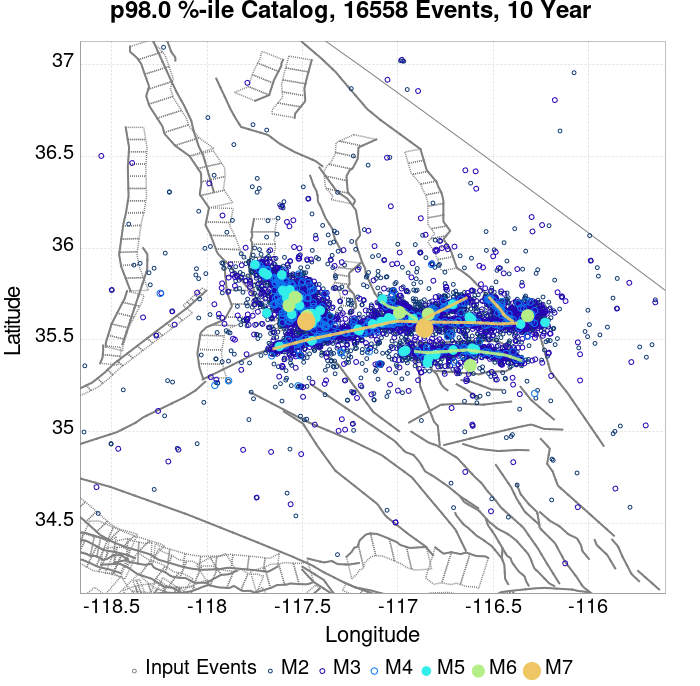 p98.0 %-ile Catalog, 16558 Events, 10 Year
37
36.5
36
35.5
35
34.5
Latitude
-118.5 -118 -117.5 -117 -116.5 -116
Longitude
Input Events M2 M3 M4 M5 M6 M7